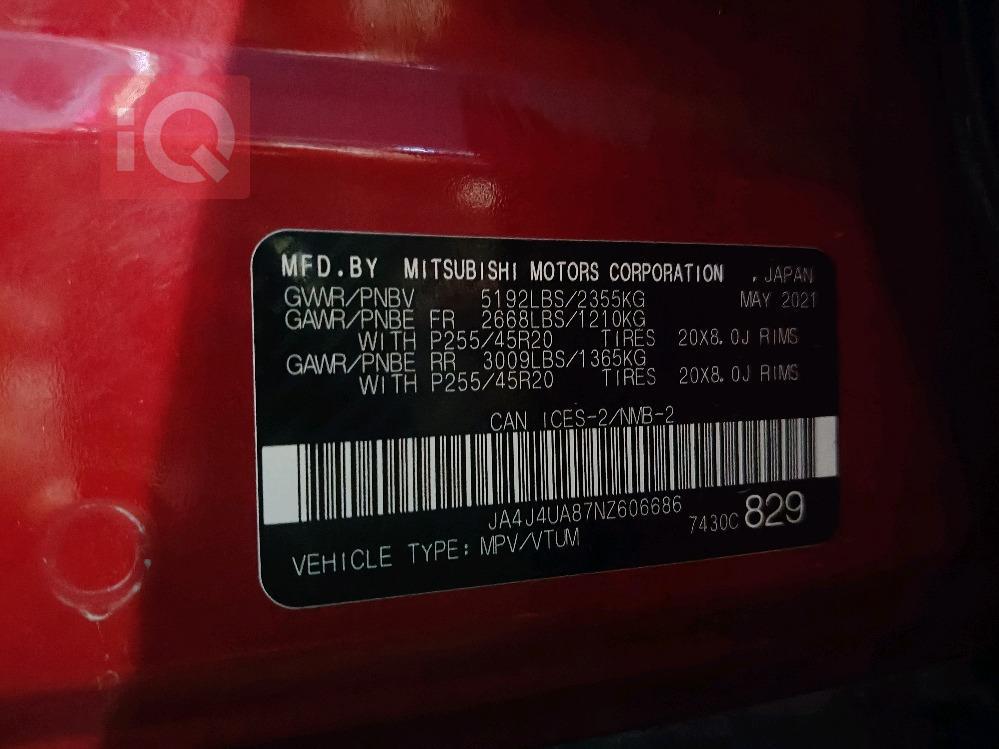 iQ
MFD.BY MITSUBISHI MOTORS CORPORATION , JAPAN
GVWR/PNBV 5192LBS/2355KG MAY 2021
GAWR/PNBE FR 2668LBS/1210KG
WITH P255/45R20 TIRES 20X8.0J RIMS
GAWR/PNBE RR 3009LBS/1365KG
WITH P255/45R20 TIRES 20X8.0J RIMS
CAN ICES-2/NMB-2
JA4J4UA87NZ606686
7430C 829
VEHICLE TYPE: MPV/VTUM